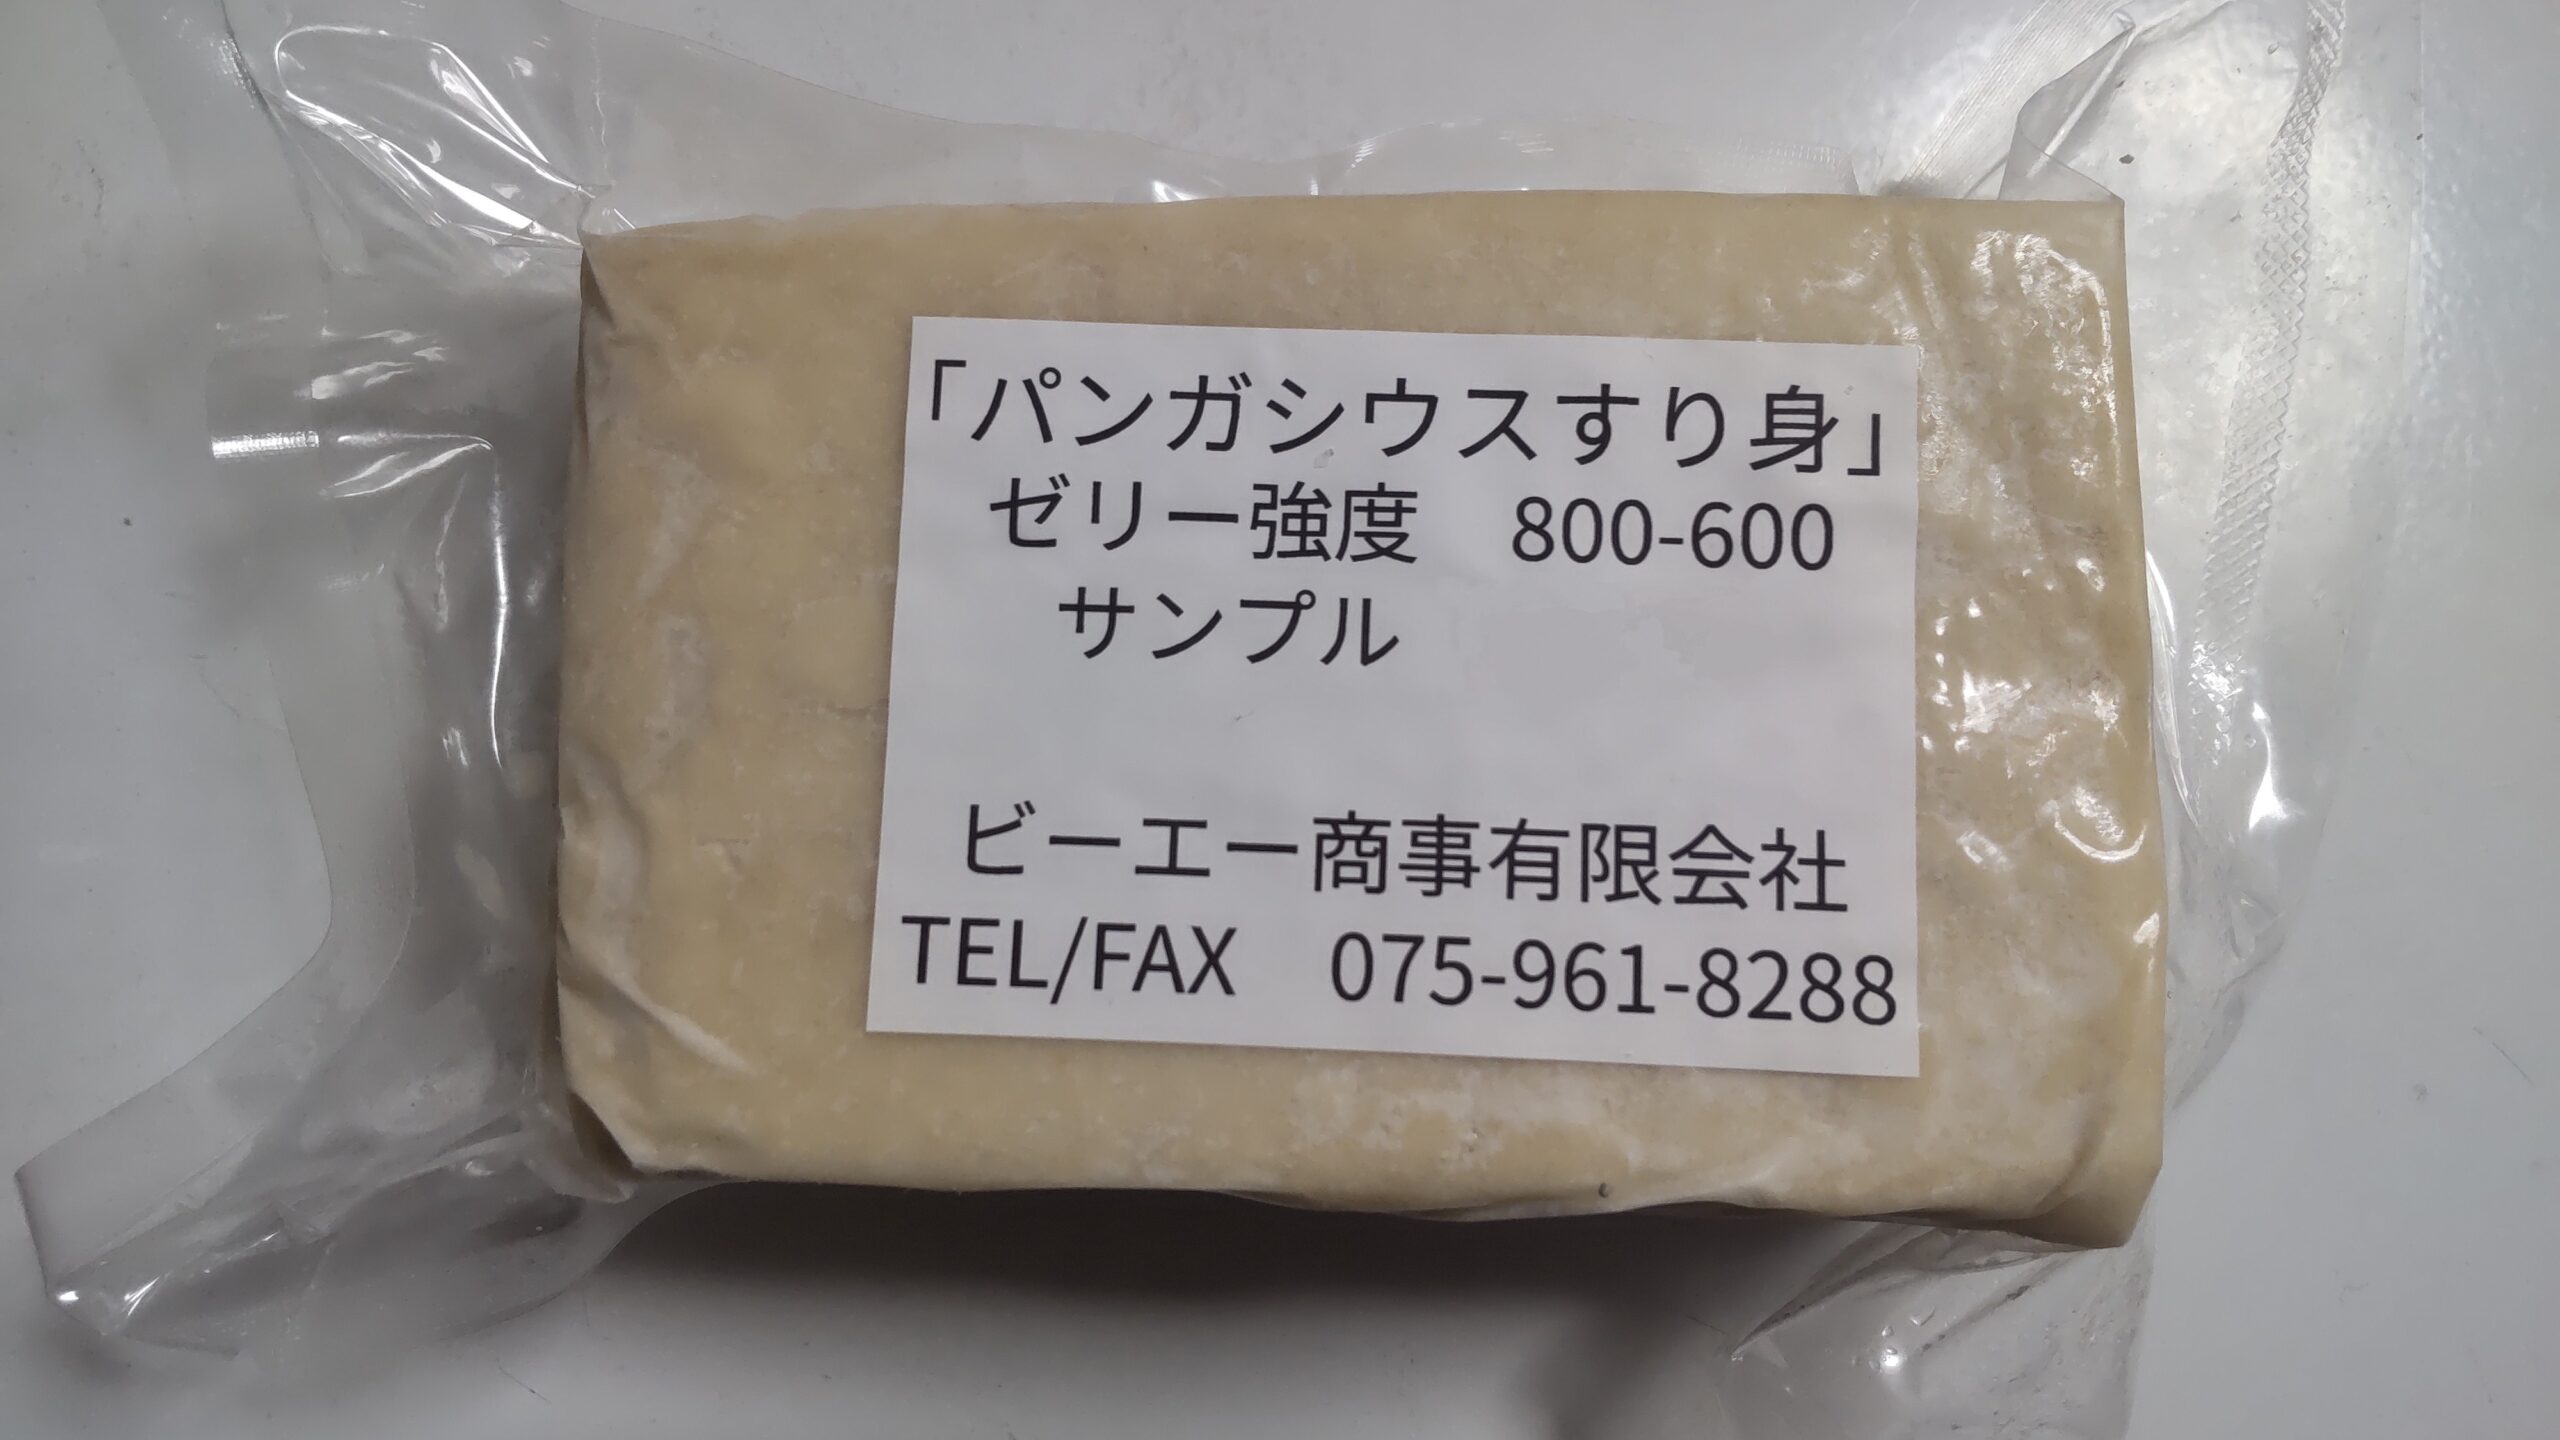 「パンガシウスすり身」
ゼリー強度　800-600
サンプル
ビーエー商事有限会社
TEL/FAX　075-961-8288